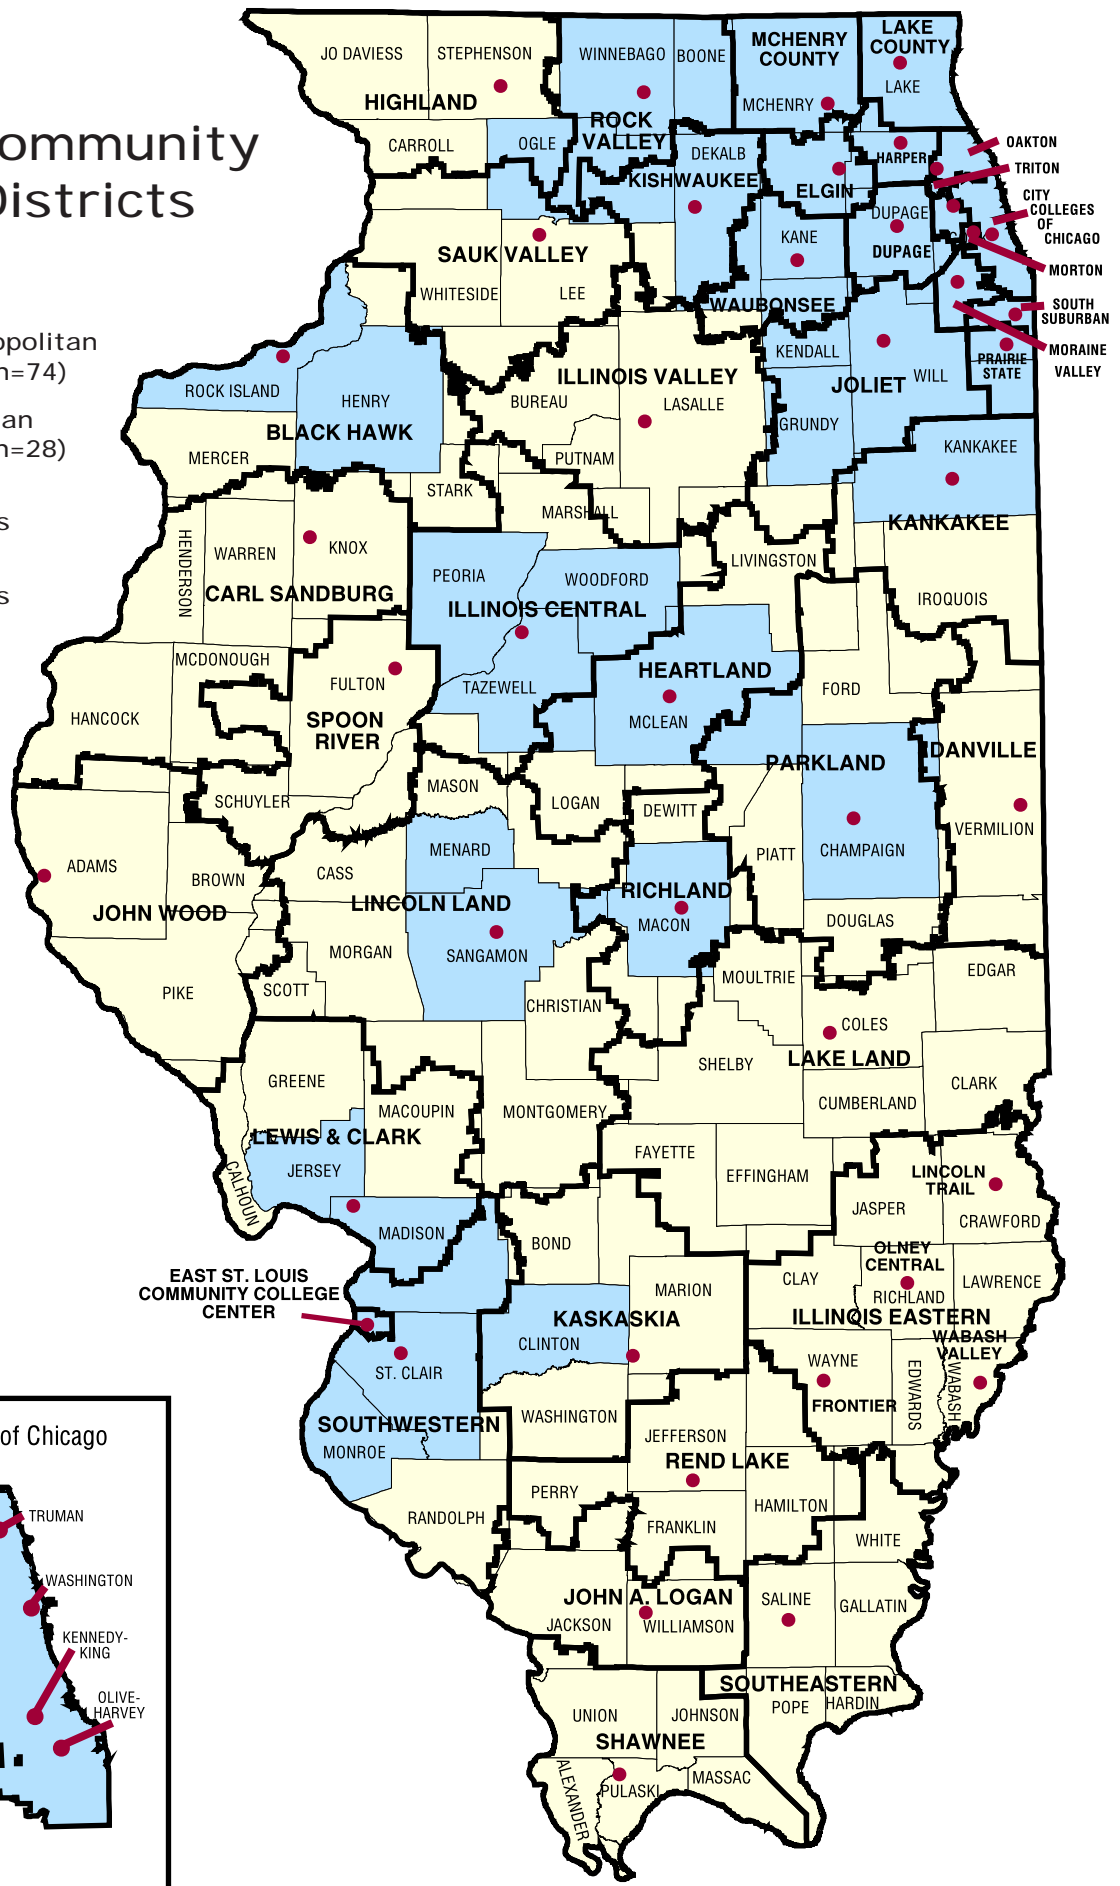 ommunity
Districts
opolitan
n=74)
an
n=28)
s
s
JO DAVIESS
STEPHENSON
WINNEBAGO
BOONE
MCHENRY
COUNTY
LAKE
COUNTY
HIGHLAND
MCHENRY
LAKE
ROCK
VALLEY
CARROLL
OGLE
DEKALB
HARPER
OAKTON
TRITON
KISHWAUKEE
ELGIN
CITY
COLLEGES
OF
CHICAGO
DUPAGE
KANE
DUPAGE
SAUK VALLEY
MORTON
WHITESIDE
LEE
WAUBONSEE
SOUTH
SUBURBAN
MORAINE
VALLEY
KENDALL
PRAIRIE
STATE
ILLINOIS VALLEY
WILL
JOLIET
ROCK ISLAND
HENRY
BUREAU
LASALLE
GRUNDY
BLACK HAWK
KANKAKEE
MERCER
PUTNAM
STARK
MARSHALL
KANKAKEE
HENDERSON
WARREN
KNOX
LIVINGSTON
PEORIA
WOODFORD
CARL SANDBURG
ILLINOIS CENTRAL
IROQUOIS
MCDONOUGH
FULTON
HEARTLAND
TAZEWELL
FORD
HANCOCK
SPOON
RIVER
MCLEAN
DANVILLE
PARKLAND
MASON
SCHUYLER
LOGAN
DEWITT
VERMILION
MENARD
PIATT
CHAMPAIGN
ADAMS
CASS
BROWN
RICHLAND
LINCOLN LAND
JOHN WOOD
MACON
DOUGLAS
MORGAN
SANGAMON
EDGAR
MOULTRIE
PIKE
SCOTT
CHRISTIAN
COLES
SHELBY
LAKE LAND
GREENE
CLARK
MACOUPIN
MONTGOMERY
CUMBERLAND
LEWIS & CLARK
FAYETTE
JERSEY
EFFINGHAM
LINCOLN
TRAIL
CALHOUN
JASPER
CRAWFORD
MADISON
BOND
OLNEY
CENTRAL
EAST ST. LOUIS
COMMUNITY COLLEGE
CENTER
MARION
CLAY
RICHLAND
LAWRENCE
KASKASKIA
ILLINOIS EASTERN
CLINTON
WABASH
VALLEY
ST. CLAIR
WAYNE
EDWARDS
WABASH
FRONTIER
SOUTHWESTERN
WASHINGTON
JEFFERSON
MONROE
REND LAKE
PERRY
HAMILTON
RANDOLPH
FRANKLIN
WHITE
JOHN A. LOGAN
SALINE
GALLATIN
JACKSON
WILLIAMSON
SOUTHEASTERN
POPE
HARDIN
UNION
JOHNSON
SHAWNEE
ALEXANDER
PULASKI
MASSAC
of Chicago
TRUMAN
WASHINGTON
KENNEDY-
KING
OLIVE-
HARVEY